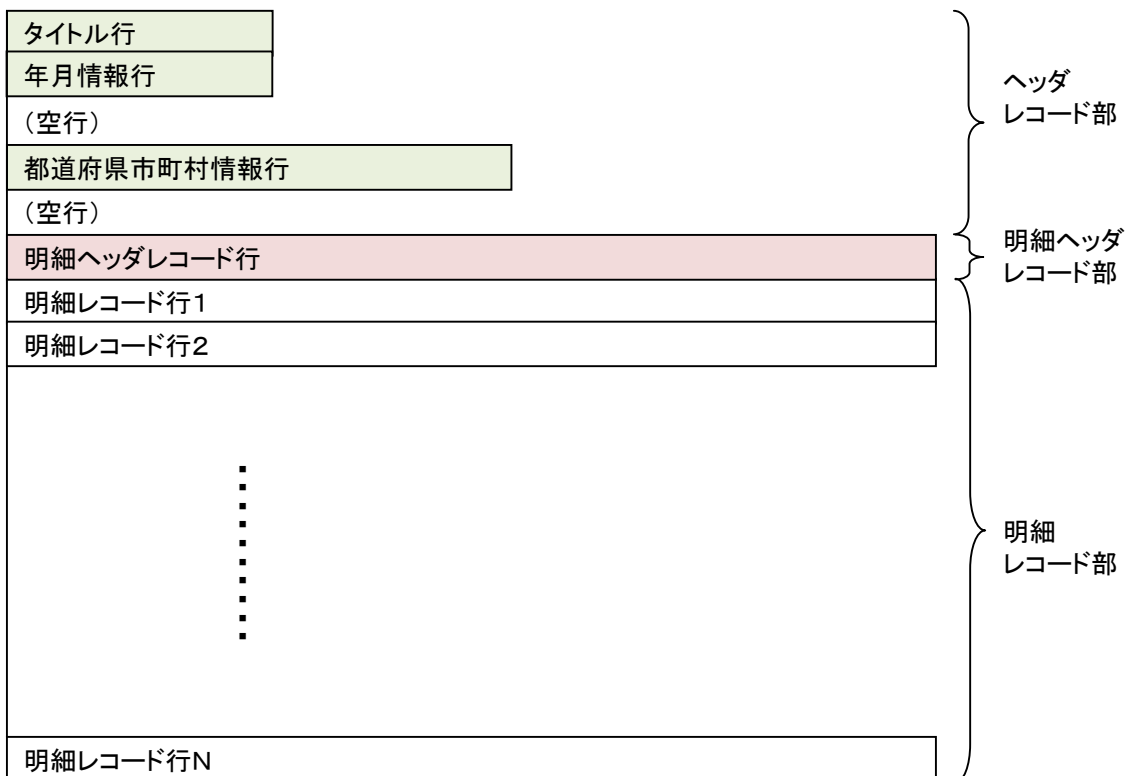 タイトル行
年月情報行
（空行）
都道府県市町村情報行
（空行）
明細ヘッダレコード行
明細レコード行１
明細レコード行２
明細レコード行Ｎ
ヘッダ
レコード部
明細ヘッダ
レコード部
明細
レコード部